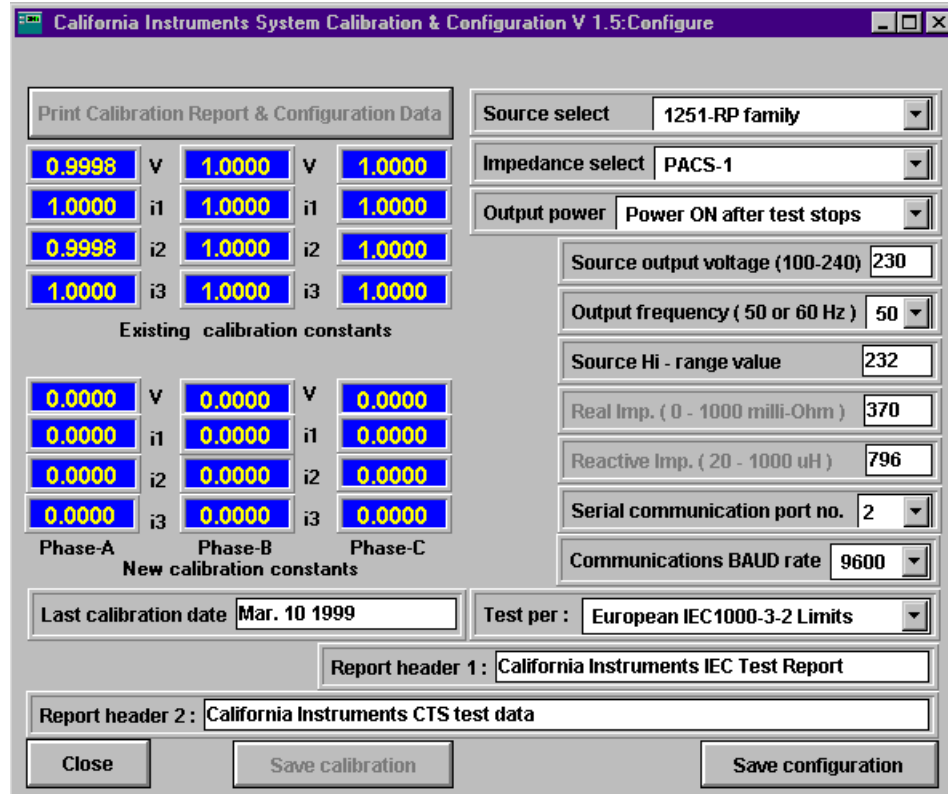 California Instruments System Calibration & Configuration V 1.5:Configure
Print Calibration Report & Configuration Data
0.9998 V 1.0000 V 1.0000
1.0000 i1 1.0000 i1 1.0000
0.9998 i2 1.0000 i2 1.0000
1.0000 i3 1.0000 i3 1.0000
Existing calibration constants
0.0000 V 0.0000 V 0.0000
0.0000 i1 0.0000 i1 0.0000
0.0000 i2 0.0000 i2 0.0000
0.0000 i3 0.0000 i3 0.0000
Phase-A Phase-B Phase-C
New calibration constants
Last calibration date Mar. 10 1999
Source select 1251-RP family
Impedance select PACS-1
Output power Power ON after test stops
Source output voltage (100-240) 230
Output frequency ( 50 or 60 Hz ) 50
Source Hi - range value 232
Real Imp. ( 0 - 1000 milli-Ohm ) 370
Reactive Imp. ( 20 - 1000 uH ) 796
Serial communication port no. 2
Communications BAUD rate 9600
Test per : European IEC1000-3-2 Limits
Report header 1 : California Instruments IEC Test Report
Report header 2 : California Instruments CTS test data
Close Save calibration Save configuration